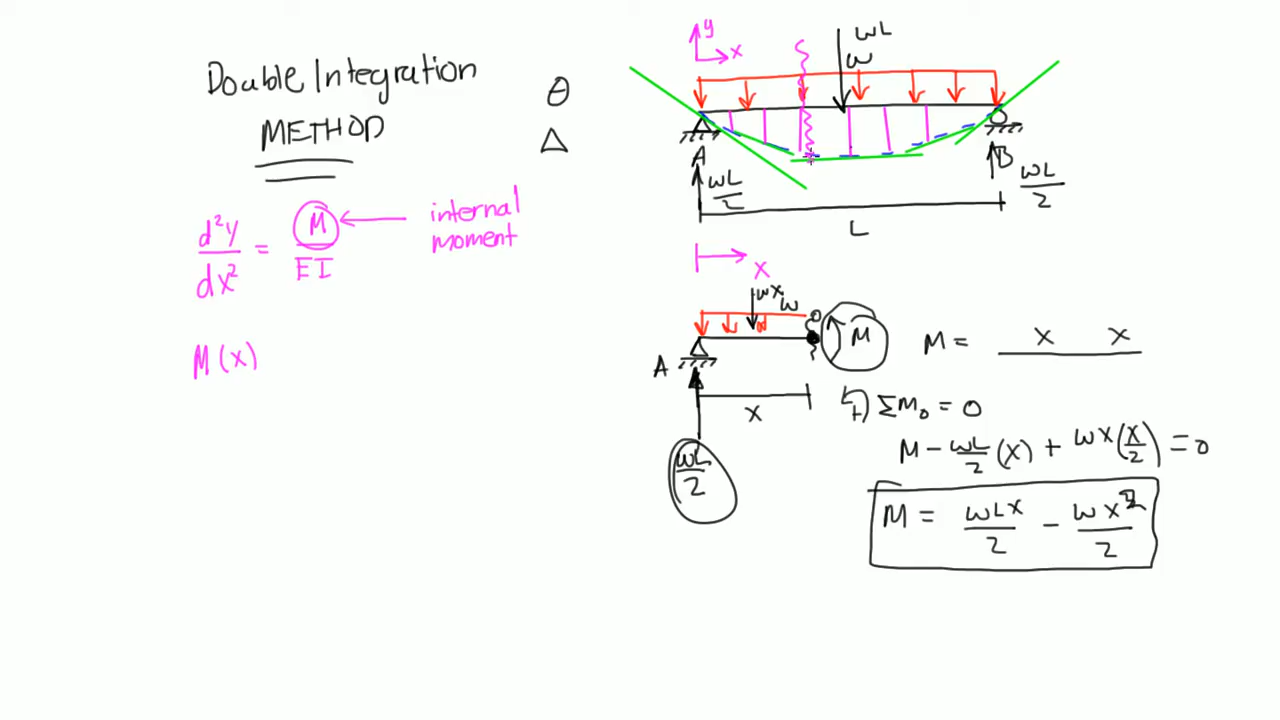 Double Integration
METHOD
θ
Δ
d²y/dx² = M/EI
internal
moment
M(x)
y
x
wL
w
A
B
wL/2
wL/2
L
x
wx
w
o
M
A
x
wL/2
M = x x
+ ΣM₀ = 0
M - wL/2 (x) + wx(x/2) = 0
M = wLx/2 - wx²/2